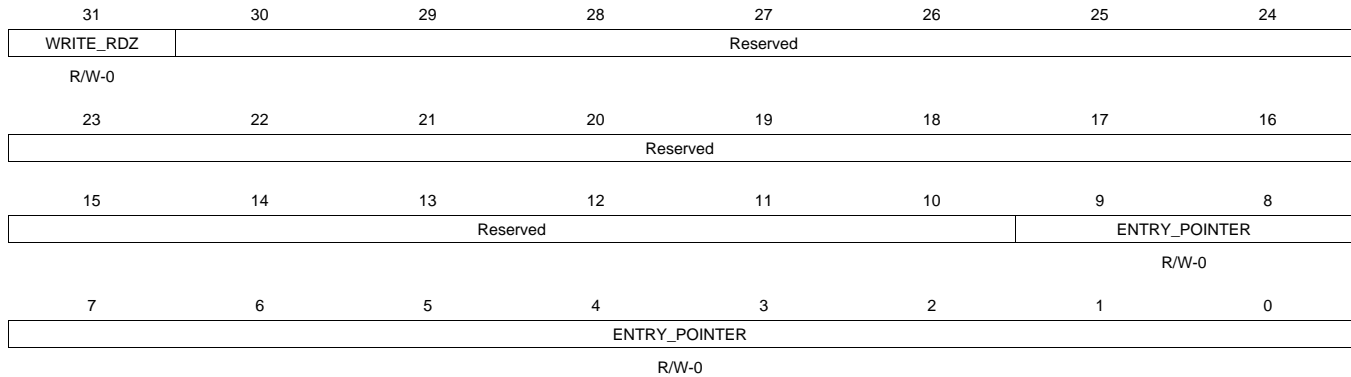 31 30 29 28 27 26 25 24
WRITE_RDZ Reserved
R/W-0
23 22 21 20 19 18 17 16
Reserved
15 14 13 12 11 10 9 8
Reserved ENTRY_POINTER
R/W-0
7 6 5 4 3 2 1 0
ENTRY_POINTER
R/W-0